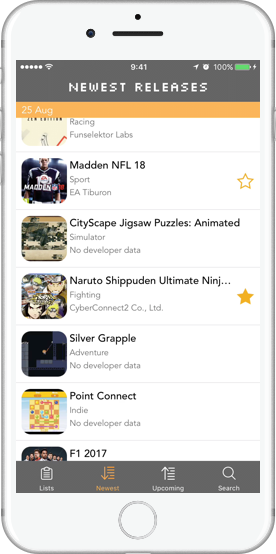 9:41
100%
NEWEST RELEASES
25 Aug
Racing
Funselektor Labs
Madden NFL 18
Sport
EA Tiburon
CityScape Jigsaw Puzzles: Animated
Simulator
No developer data
Naruto Shippuden Ultimate Ninj...
Fighting
CyberConnect2 Co., Ltd.
Silver Grapple
Adventure
No developer data
Point Connect
Indie
No developer data
F1 2017
Lists
Newest
Upcoming
Search